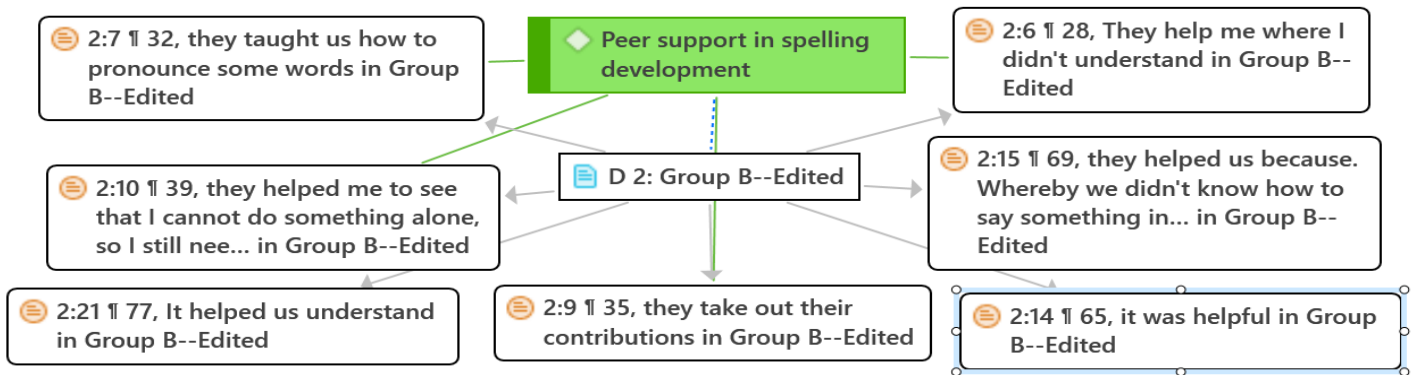 2:7 ¶ 32, they taught us how to
pronounce some words in Group
B--Edited
Peer support in spelling
development
2:6 ¶ 28, They help me where I
didn't understand in Group B--
Edited
D 2: Group B--Edited
2:10 ¶ 39, they helped me to see
that I cannot do something alone,
so I still nee... in Group B--Edited
2:15 ¶ 69, they helped us because.
Whereby we didn't know how to
say something in... in Group B--
Edited
2:21 ¶ 77, It helped us understand
in Group B--Edited
2:9 ¶ 35, they take out their
contributions in Group B--Edited
2:14 ¶ 65, it was helpful in Group
B--Edited